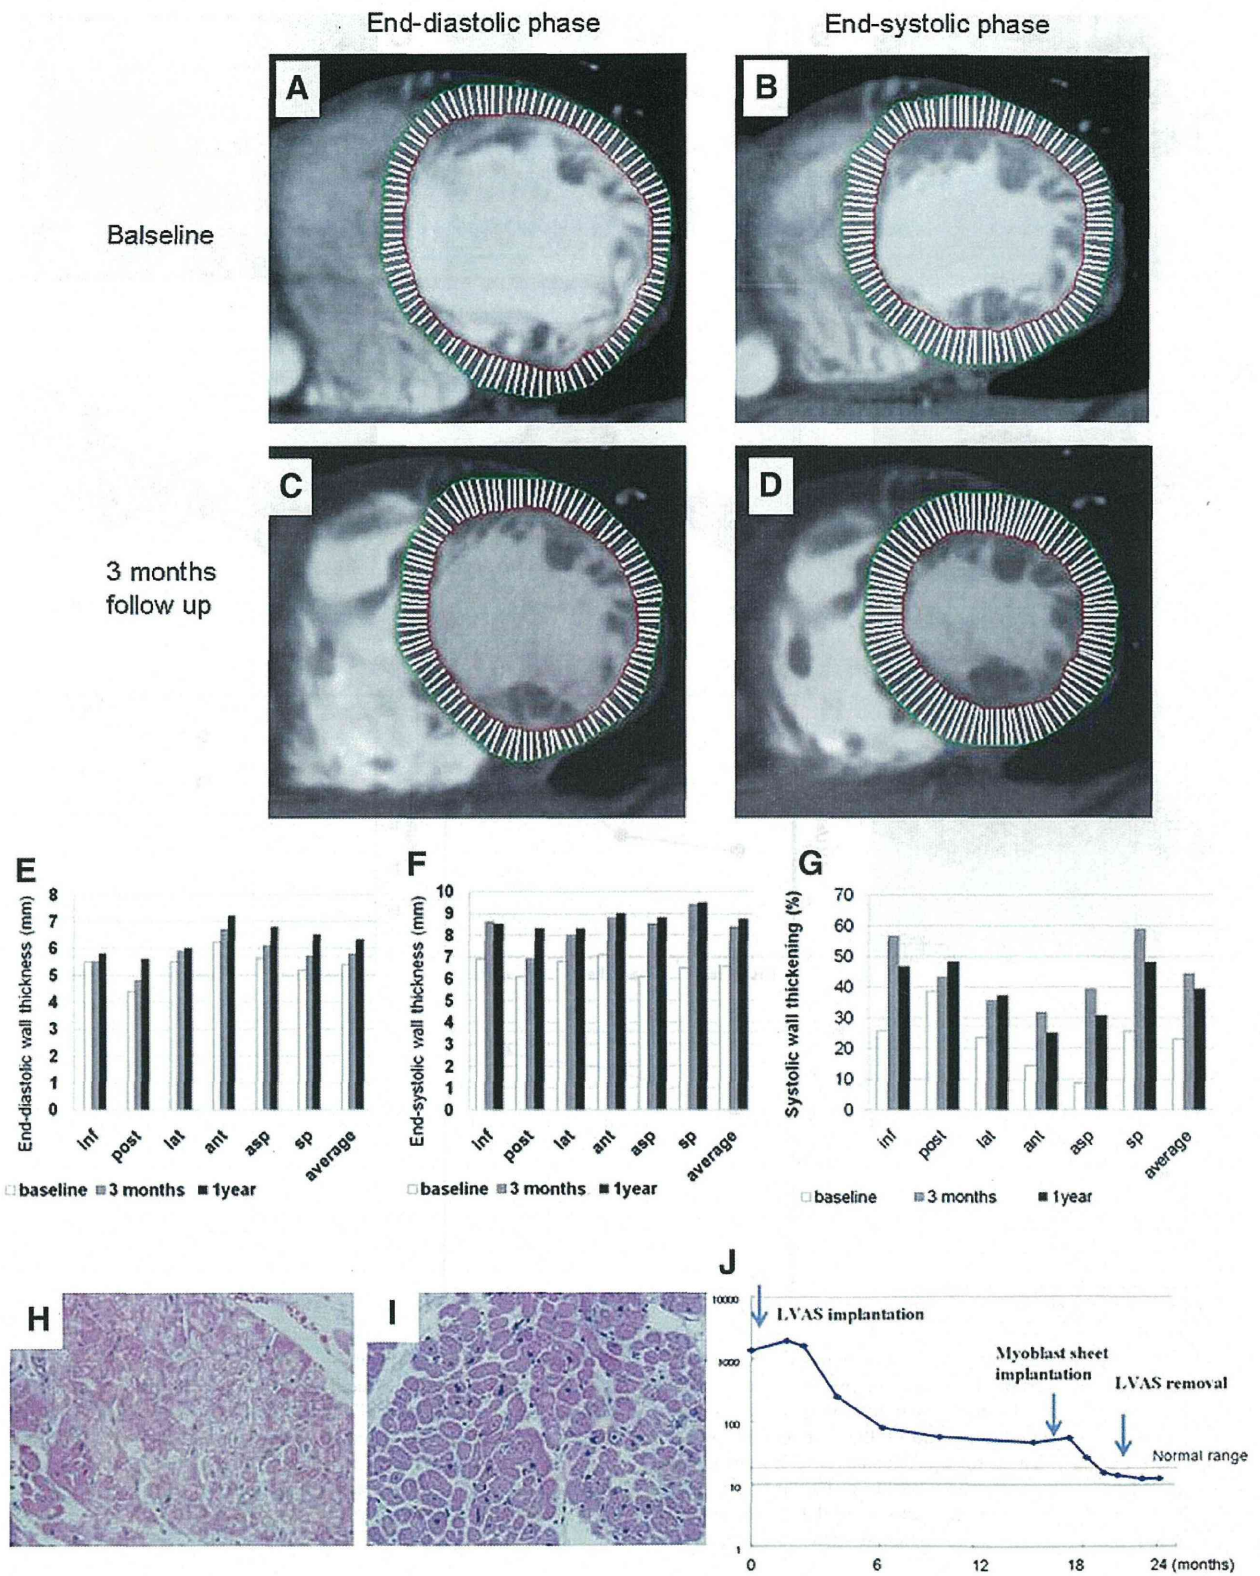 End-diastolic phase
End-systolic phase
A
B
Balseline
C
D
3 months
follow up
E
End-diastolic wall thickness (mm)
8
7
6
5
4
3
2
1
0
inf
post
lat
ant
asp
sp
average
baseline 3 months 1year
F
End-systolic wall thickness (mm)
10
9
8
7
6
5
4
3
2
1
0
inf
post
lat
ant
asp
sp
average
baseline 3 months 1year
G
Systolic wall thickening (%)
70
60
50
40
30
20
10
0
inf
post
lat
ant
asp
sp
average
baseline 3 months 1year
H
I
J
10000
1000
100
10
1
LVAS implantation
Myoblast sheet
implantation
LVAS removal
Normal range
0 6 12 18 24 (months)